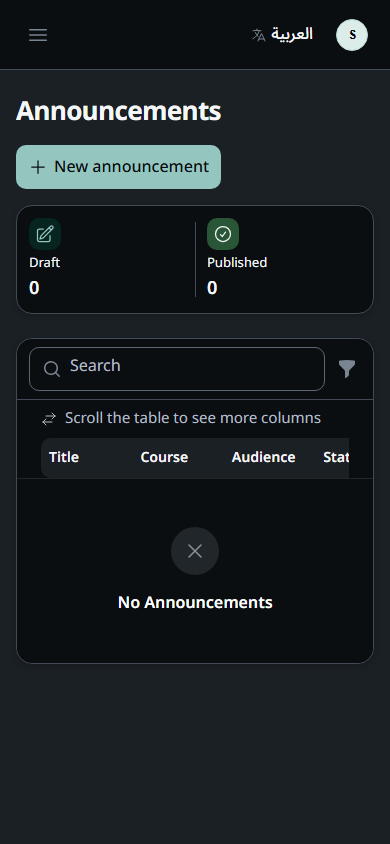 العربية
S
Announcements
New announcement
Draft
0
Published
0
Search
Scroll the table to see more columns
Title Course Audience Stat
No Announcements